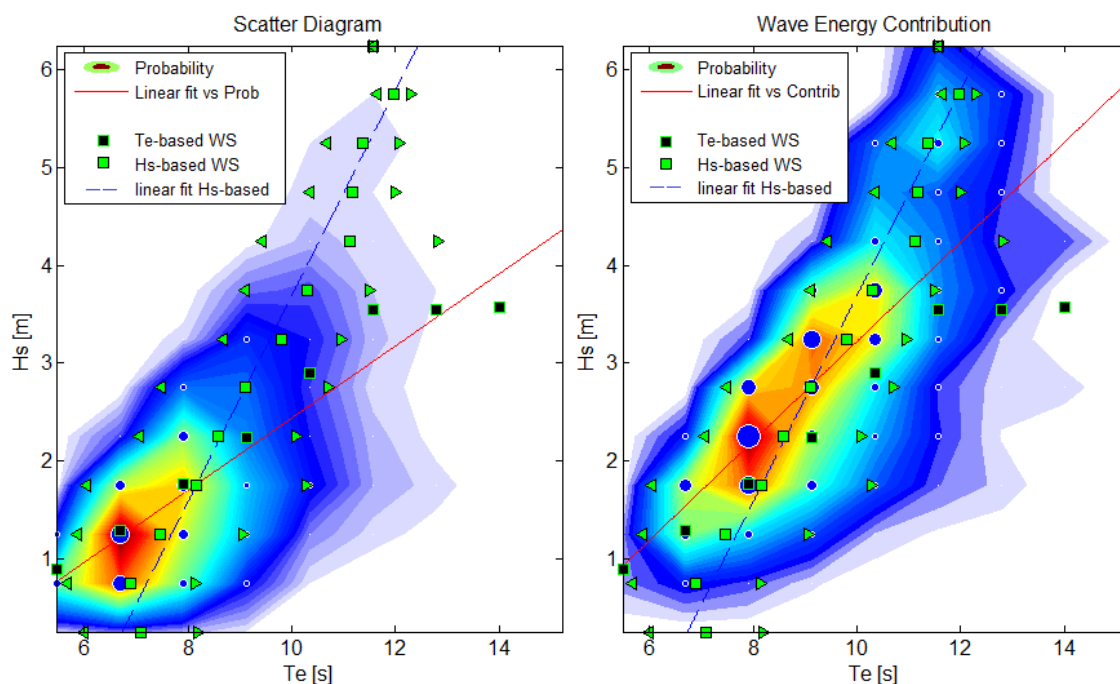 Scatter Diagram
Probability
Linear fit vs Prob
Te-based WS
Hs-based WS
linear fit Hs-based
6
5
4
3
2
1
Hs [m]
6
8
10
12
14
Te [s]
Wave Energy Contribution
Probability
Linear fit vs Contrib
Te-based WS
Hs-based WS
linear fit Hs-based
6
5
4
3
2
1
Hs [m]
6
8
10
12
14
Te [s]